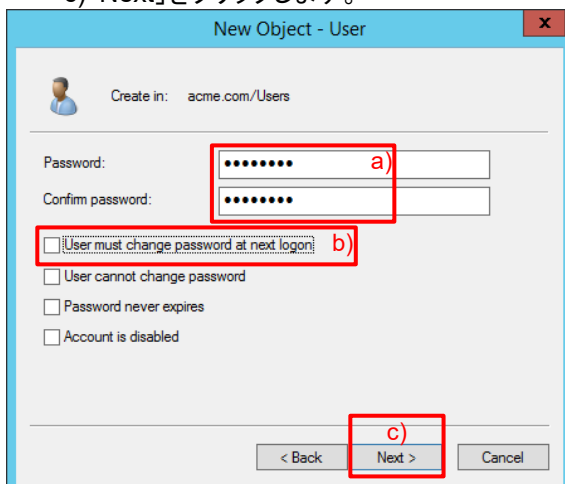 Next]をクリックします。
New Object - User
x
Create in: acme.com/Users
Password: •••••••• a)
Confirm password: ••••••••
User must change password at next logon b)
User cannot change password
Password never expires
Account is disabled
c)
< Back Next > Cancel